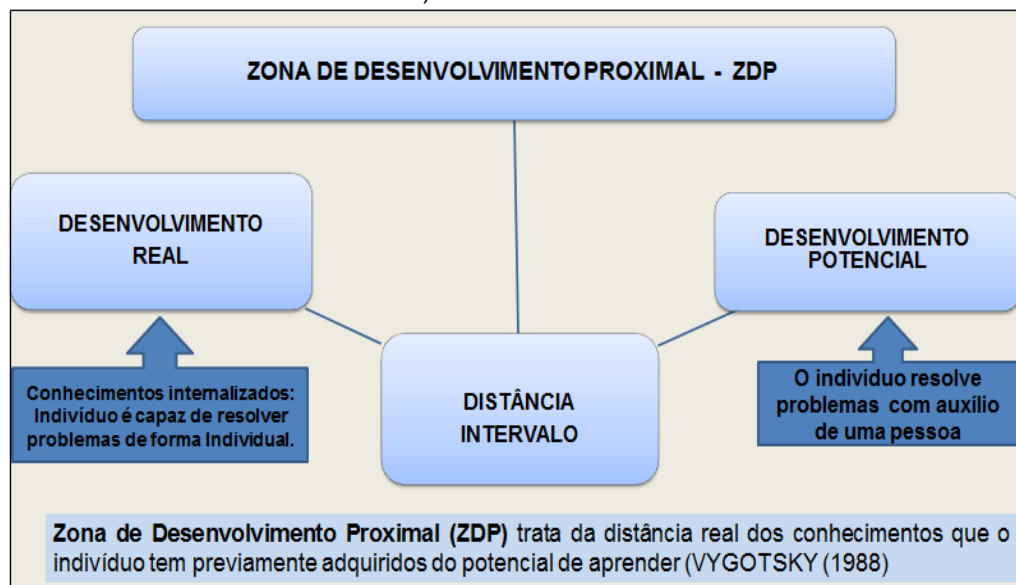 ZONA DE DESENVOLVIMENTO PROXIMAL - ZDP
DESENVOLVIMENTO
REAL
DESENVOLVIMENTO
POTENCIAL
Conhecimentos internalizados:
Indivíduo é capaz de resolver
problemas de forma Individual.
DISTÂNCIA
INTERVALO
O indivíduo resolve
problemas com auxílio
de uma pessoa
Zona de Desenvolvimento Proximal (ZDP) trata da distância real dos conhecimentos que o
indivíduo tem previamente adquiridos do potencial de aprender (VYGOTSKY (1988)